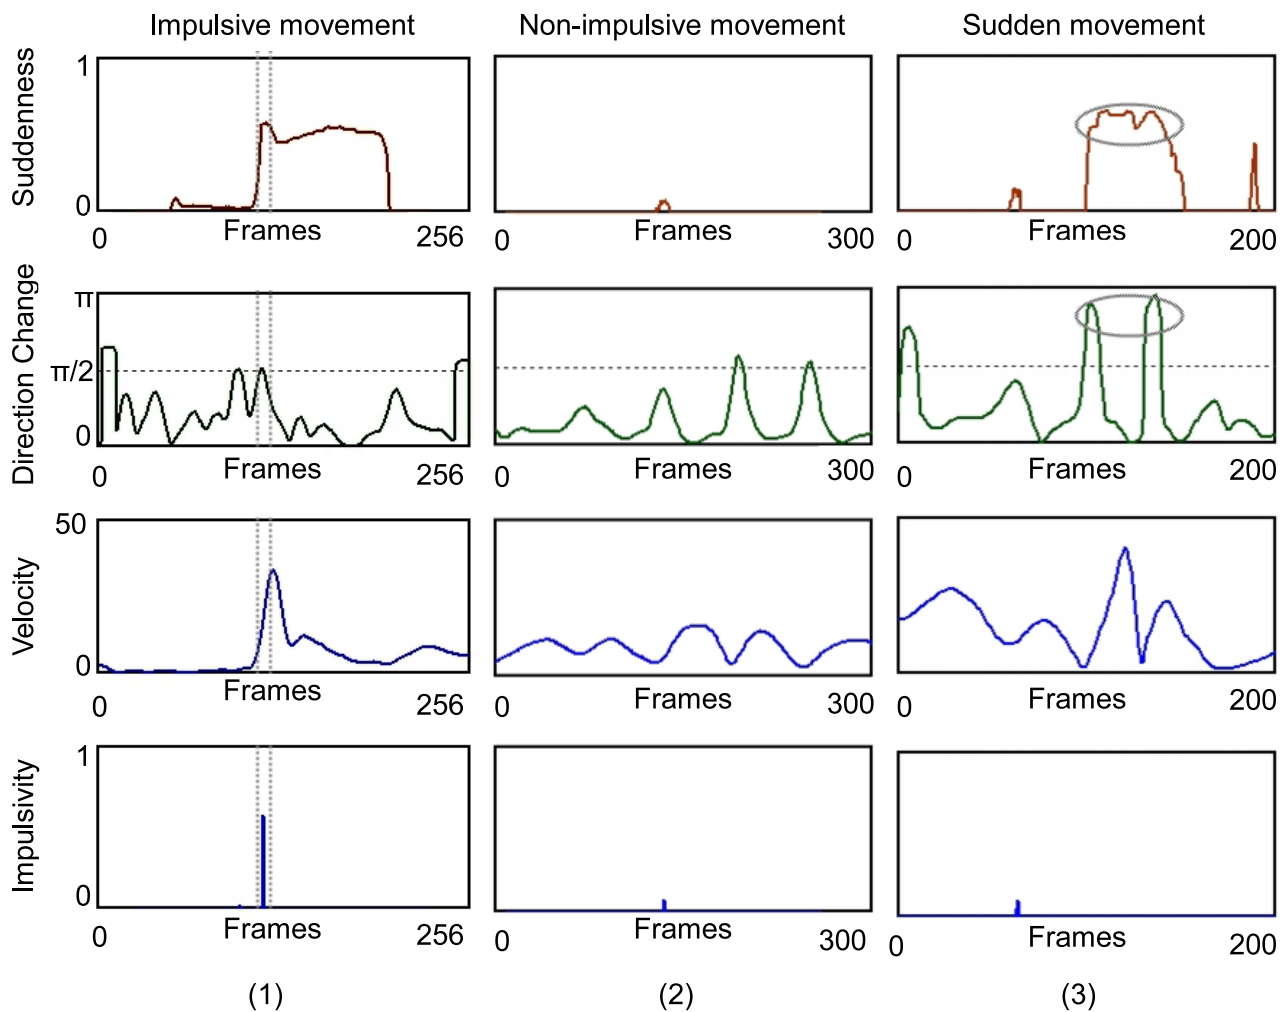 Impulsive movement Non-impulsive movement Sudden movement
Suddenness
1
0
0 Frames 256
0 Frames 300
0 Frames 200
Direction Change
π
π/2
0
0 Frames 256
0 Frames 300
0 Frames 200
Velocity
50
0
0 Frames 256
0 Frames 300
0 Frames 200
Impulsivity
1
0
0 Frames 256
0 Frames 300
0 Frames 200
(1) (2) (3)